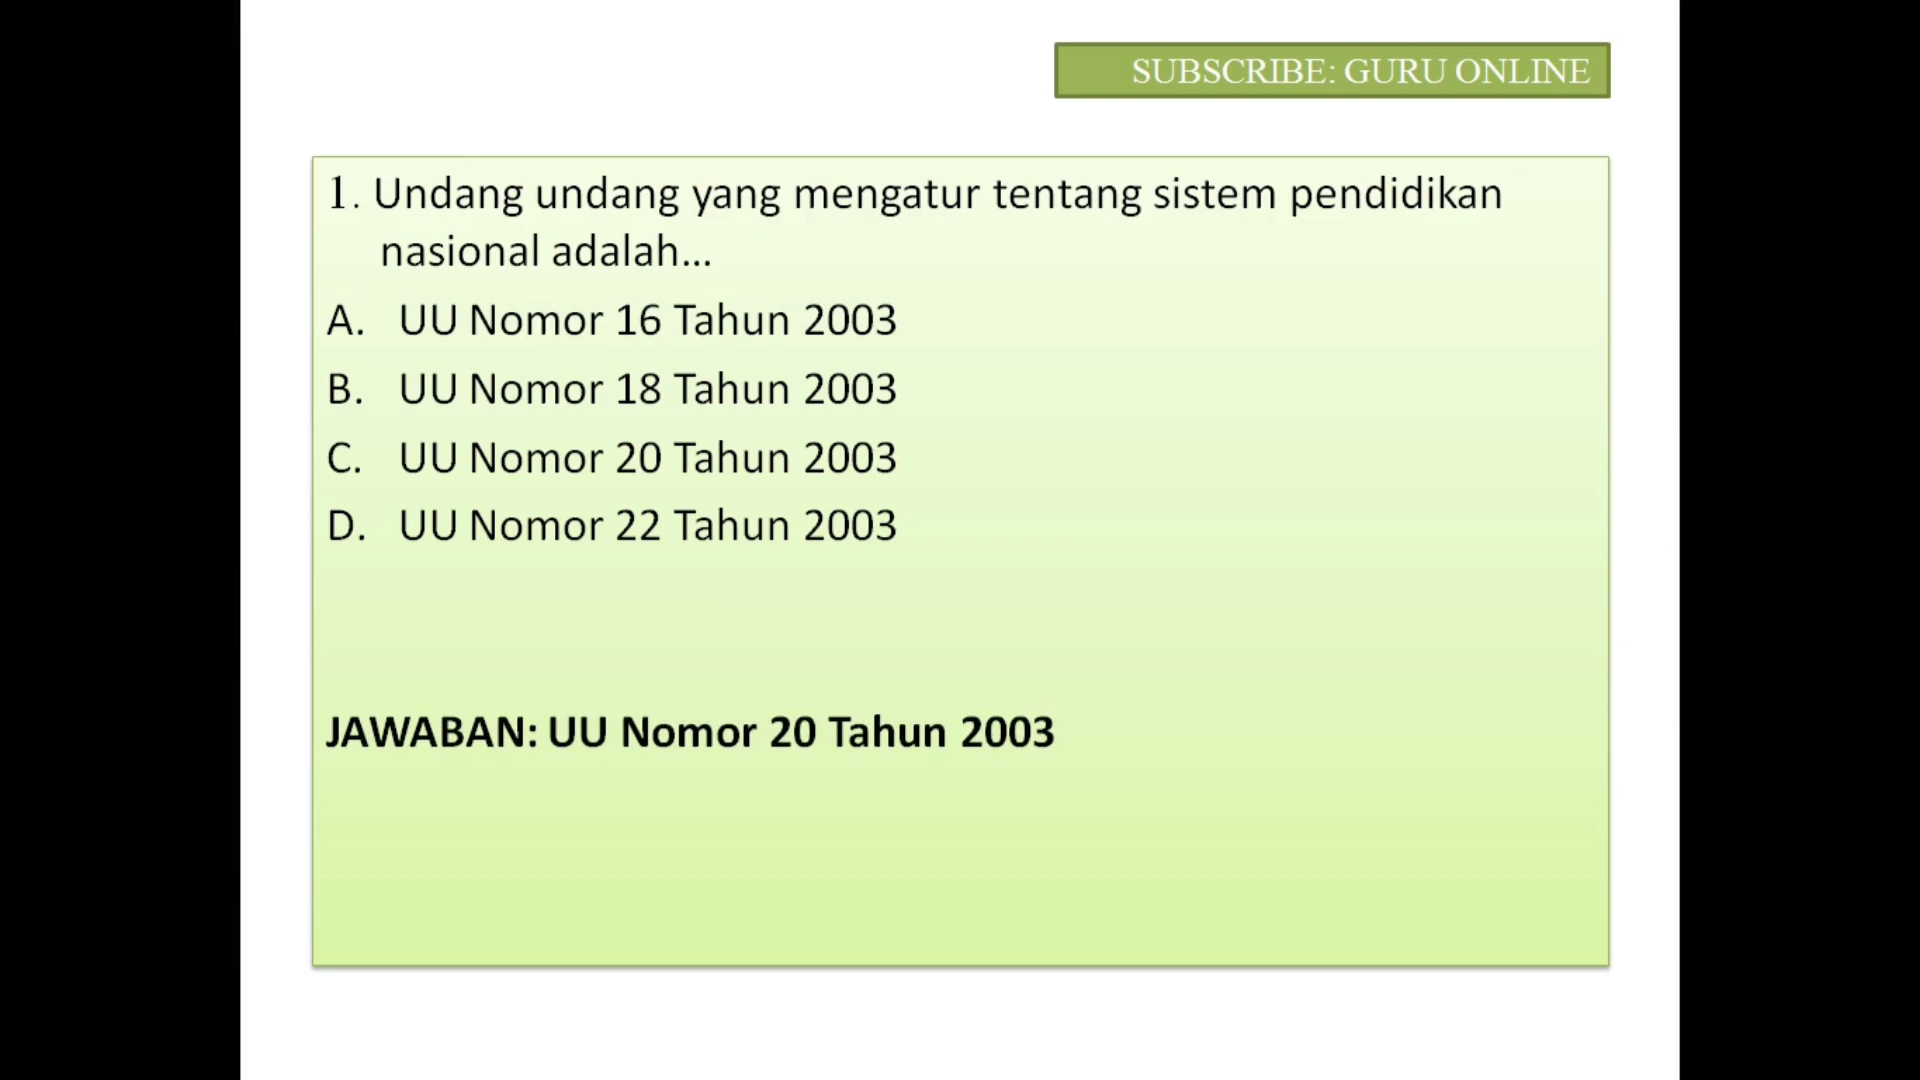 SUBSCRIBE: GURU ONLINE
1. Undang undang yang mengatur tentang sistem pendidikan
nasional adalah...
A. UU Nomor 16 Tahun 2003
B. UU Nomor 18 Tahun 2003
C. UU Nomor 20 Tahun 2003
D. UU Nomor 22 Tahun 2003
JAWABAN: UU Nomor 20 Tahun 2003